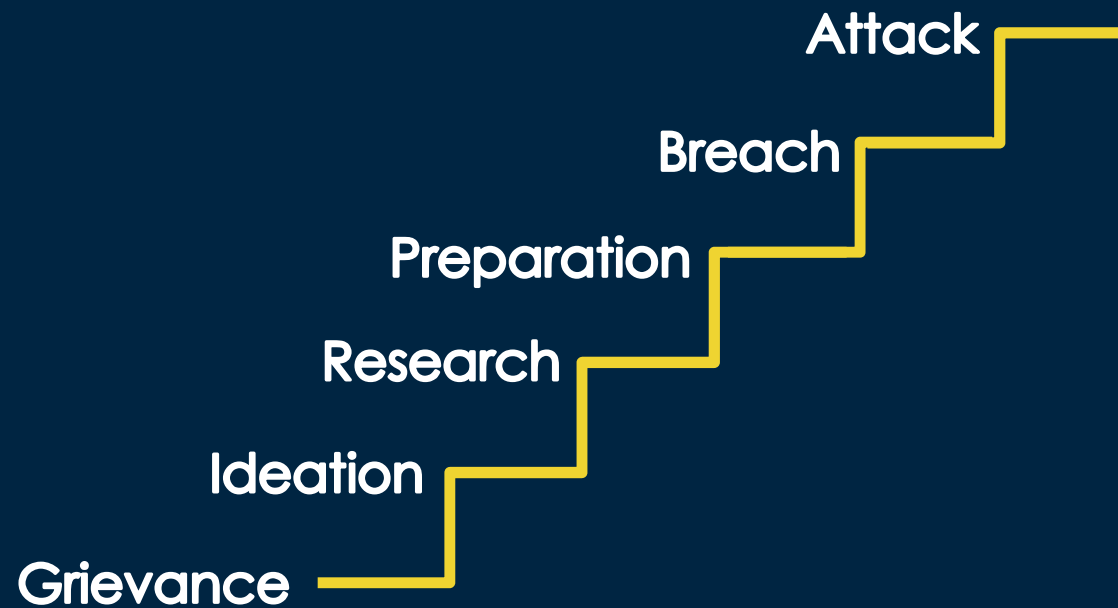 Attack
Breach
Preparation
Research
Ideation
Grievance